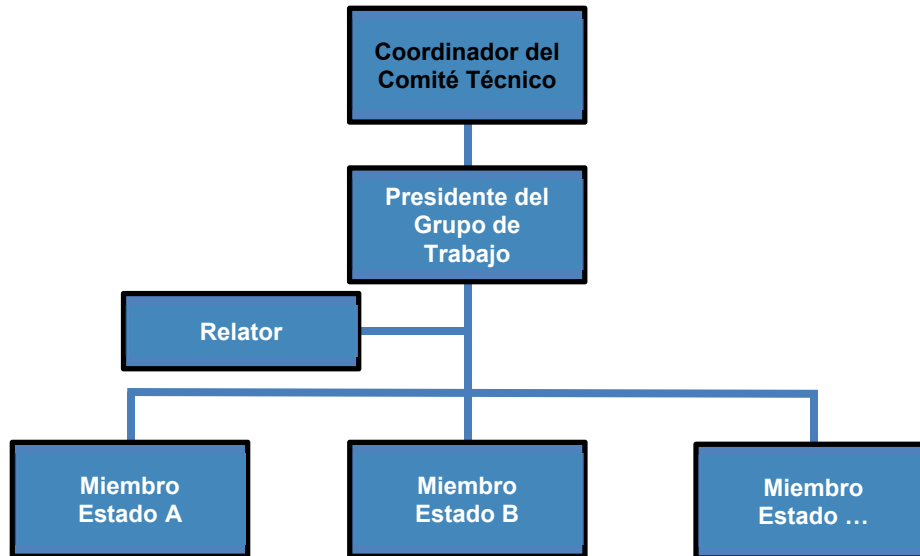 Coordinador del
Comité Técnico
Presidente del
Grupo de
Trabajo
Relator
Miembro
Estado A
Miembro
Estado B
Miembro
Estado …